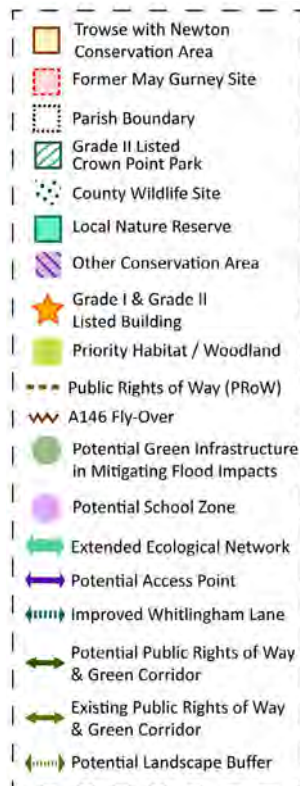 Trowse with Newton
Conservation Area
Former May Gurney Site
Parish Boundary
Grade II Listed
Crown Point Park
County Wildlife Site
Local Nature Reserve
Other Conservation Area
Grade I & Grade II
Listed Building
Priority Habitat / Woodland
Public Rights of Way (PRoW)
A146 Fly-Over
Potential Green Infrastructure
in Mitigating Flood Impacts
Potential School Zone
Extended Ecological Network
Potential Access Point
Improved Whitlingham Lane
Potential Public Rights of Way
& Green Corridor
Existing Public Rights of Way
& Green Corridor
Potential Landscape Buffer